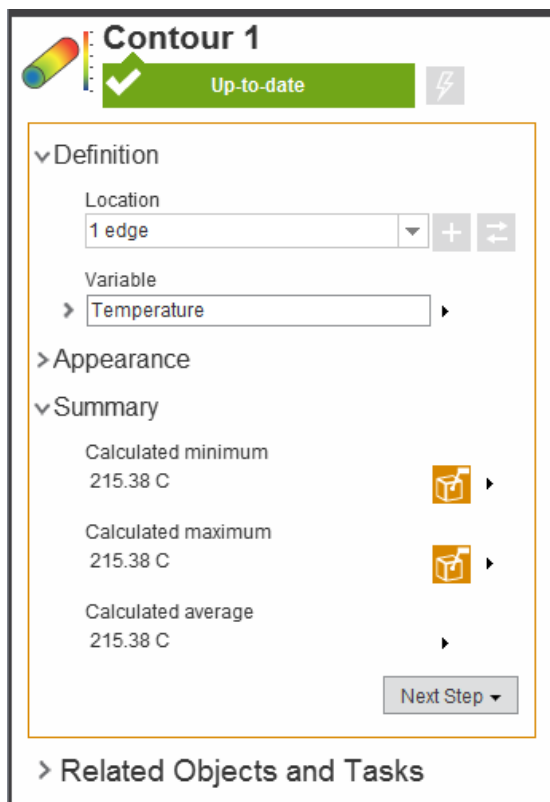 Contour 1
Up-to-date
Definition
Location
1 edge
Variable
Temperature
Appearance
Summary
Calculated minimum
215.38 C
Calculated maximum
215.38 C
Calculated average
215.38 C
Next Step
Related Objects and Tasks